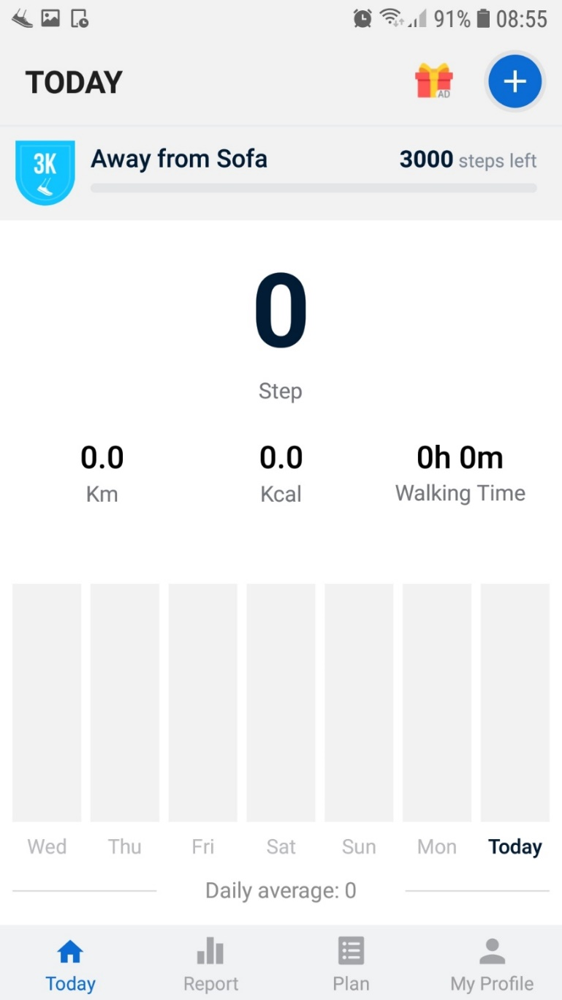 91% 08:55
TODAY
AD
3K
Away from Sofa 3000 steps left
0
Step
0.0 0.0 0h 0m
Km Kcal Walking Time
Wed Thu Fri Sat Sun Mon Today
Daily average: 0
Today Report Plan My Profile